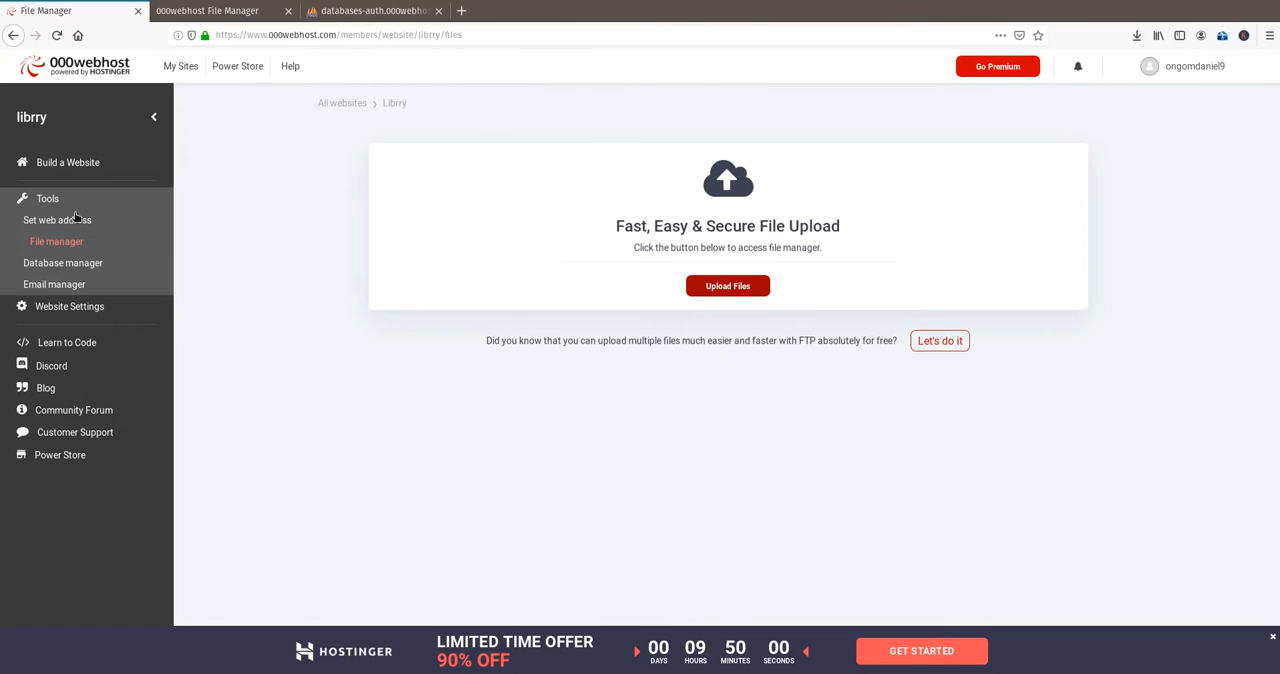 File Manager
000webhost File Manager
databases-auth.000webhos
https://www.000webhost.com/members/website/librry/files
000webhost
powered by HOSTINGER
My Sites
Power Store
Help
Go Premium
ongomdaniel9
librry
All websites
Librry
Build a Website
Tools
Set web address
File manager
Database manager
Email manager
Website Settings
Learn to Code
Discord
Blog
Community Forum
Customer Support
Power Store
Fast, Easy & Secure File Upload
Click the button below to access file manager.
Upload Files
Did you know that you can upload multiple files much easier and faster with FTP absolutely for free?
Let's do it
HOSTINGER
LIMITED TIME OFFER
90% OFF
00 09 50 00
DAYS HOURS MINUTES SECONDS
GET STARTED